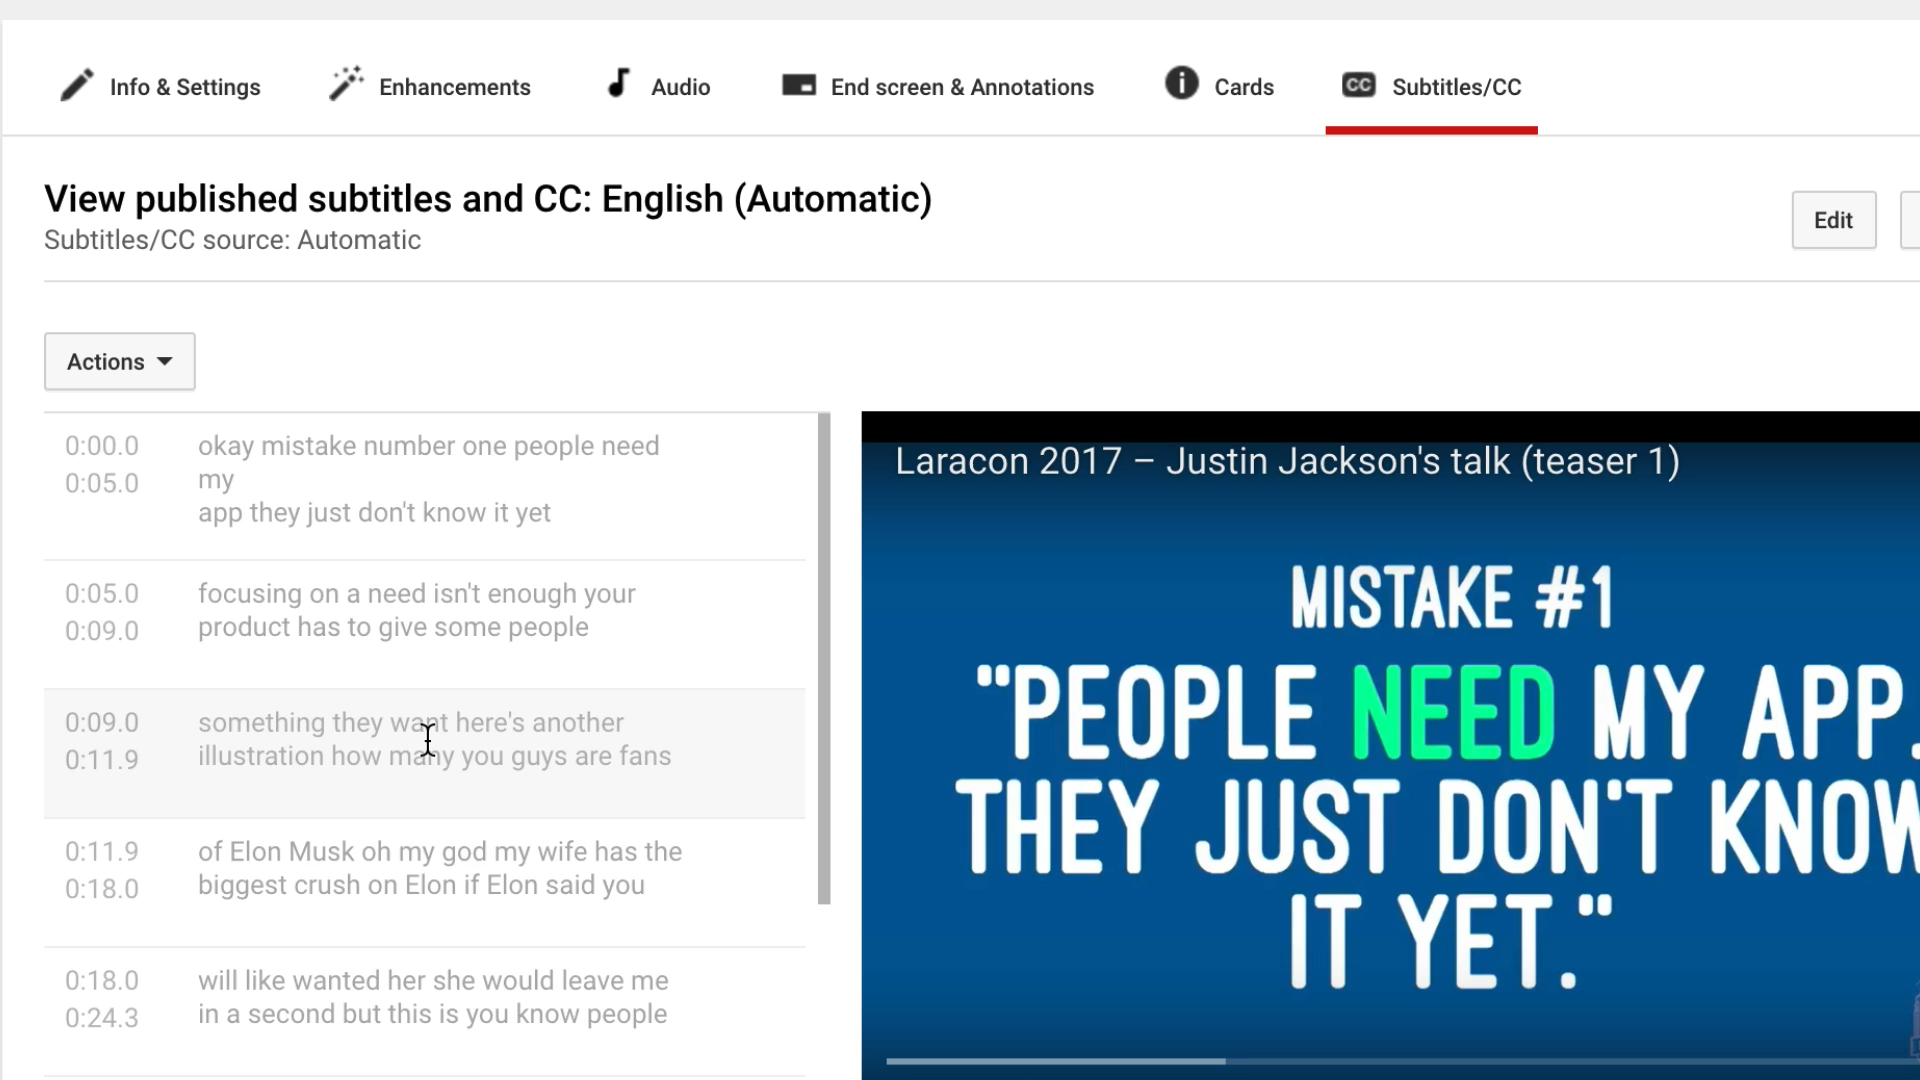 Info & Settings
Enhancements
Audio
End screen & Annotations
Cards
CC
Subtitles/CC
View published subtitles and CC: English (Automatic)
Subtitles/CC source: Automatic
Edit
Actions
0:00.0
0:05.0
okay mistake number one people need
my
app they just don't know it yet
0:05.0
0:09.0
focusing on a need isn't enough your
product has to give some people
0:09.0
0:11.9
something they want here's another
illustration how many you guys are fans
0:11.9
0:18.0
of Elon Musk oh my god my wife has the
biggest crush on Elon if Elon said you
0:18.0
0:24.3
will like wanted her she would leave me
in a second but this is you know people
Laracon 2017 – Justin Jackson's talk (teaser 1)
MISTAKE #1
"PEOPLE NEED MY APP.
THEY JUST DON'T KNOW
IT YET."